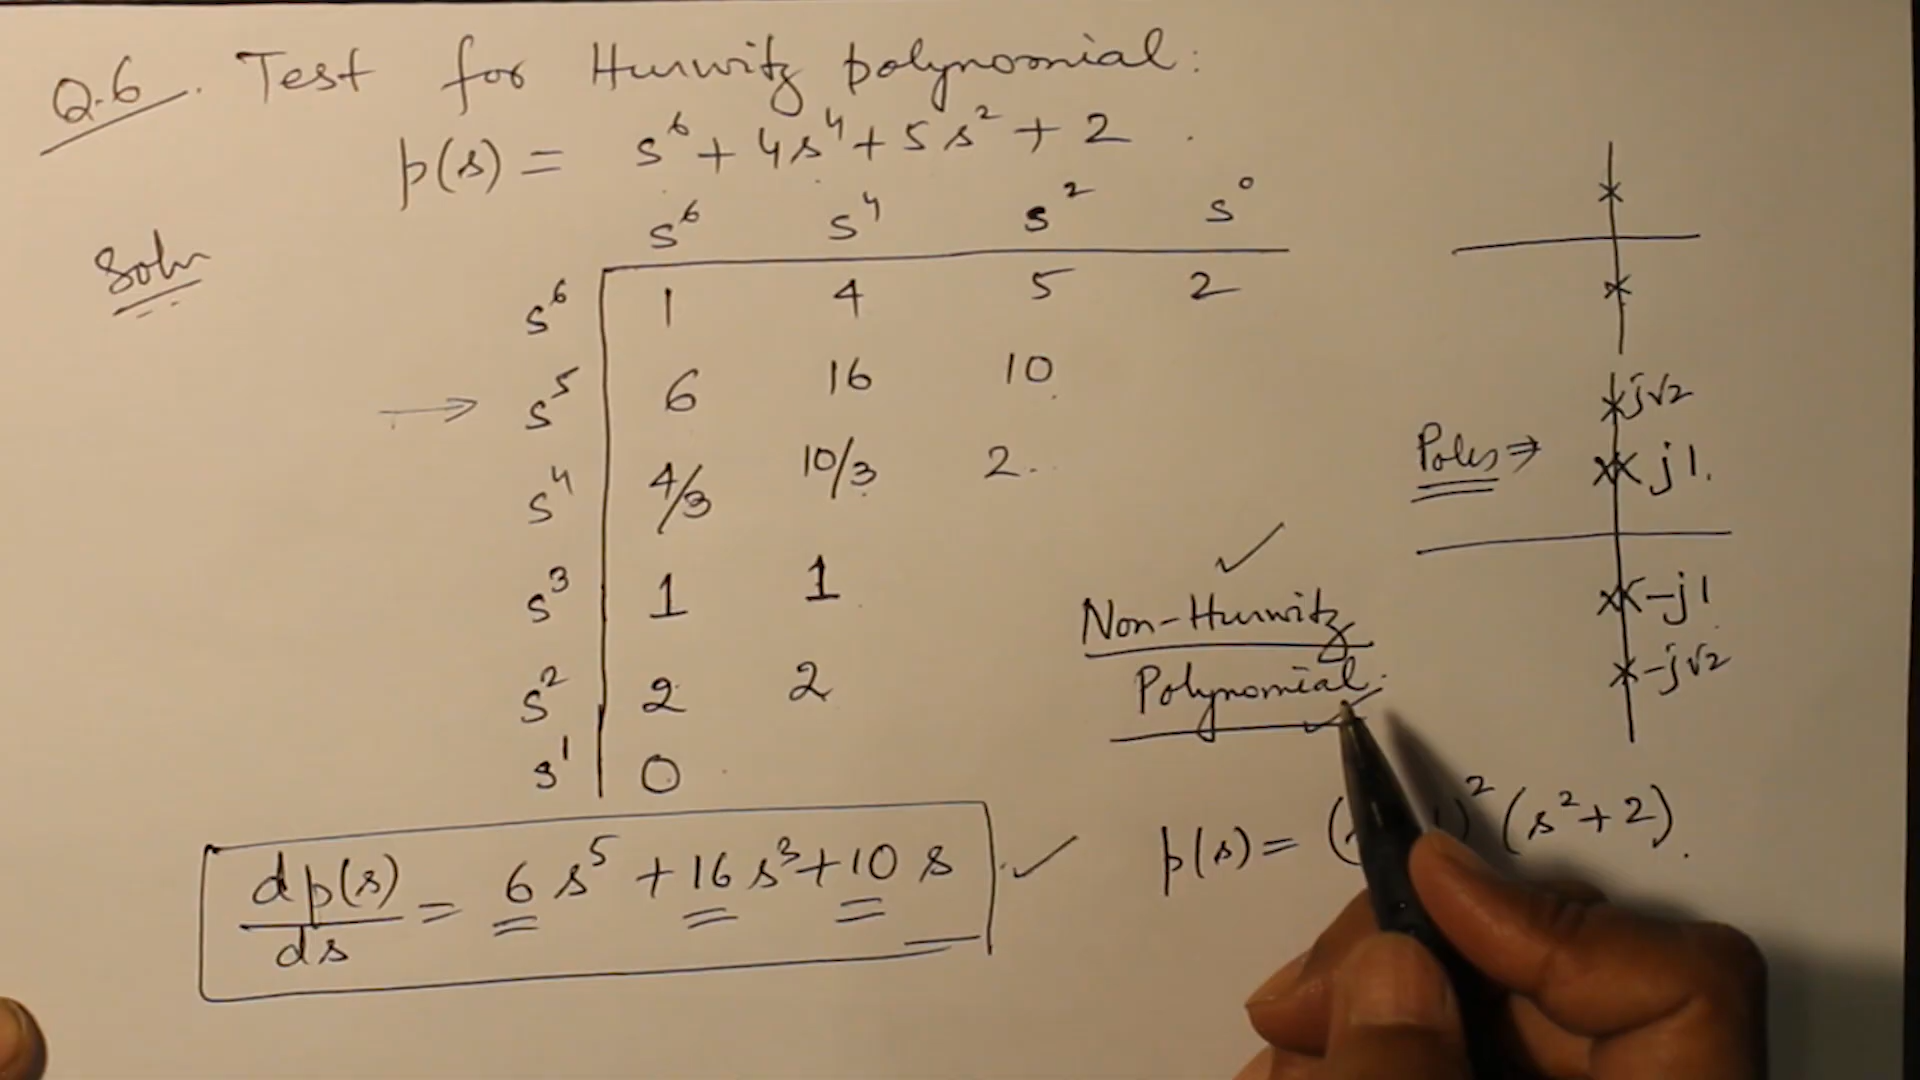 Q.6. Test for Hurwitz polynomial:
p(s) = s⁶ + 4s⁴ + 5s² + 2.
Soln
s⁶ s⁴ s² s⁰
s⁶ 1 4 5 2
→ s⁵ 6 16 10
s⁴ 4/3 10/3 2
s³ 1 1
s² 2 2
s¹ 0
dp(s)/ds = 6s⁵ + 16s³ + 10s
Non-Hurwitz
Polynomial.
p(s) = ( )² (s² + 2).
Poles ⇒
j√2
j1.
-j1
-j√2